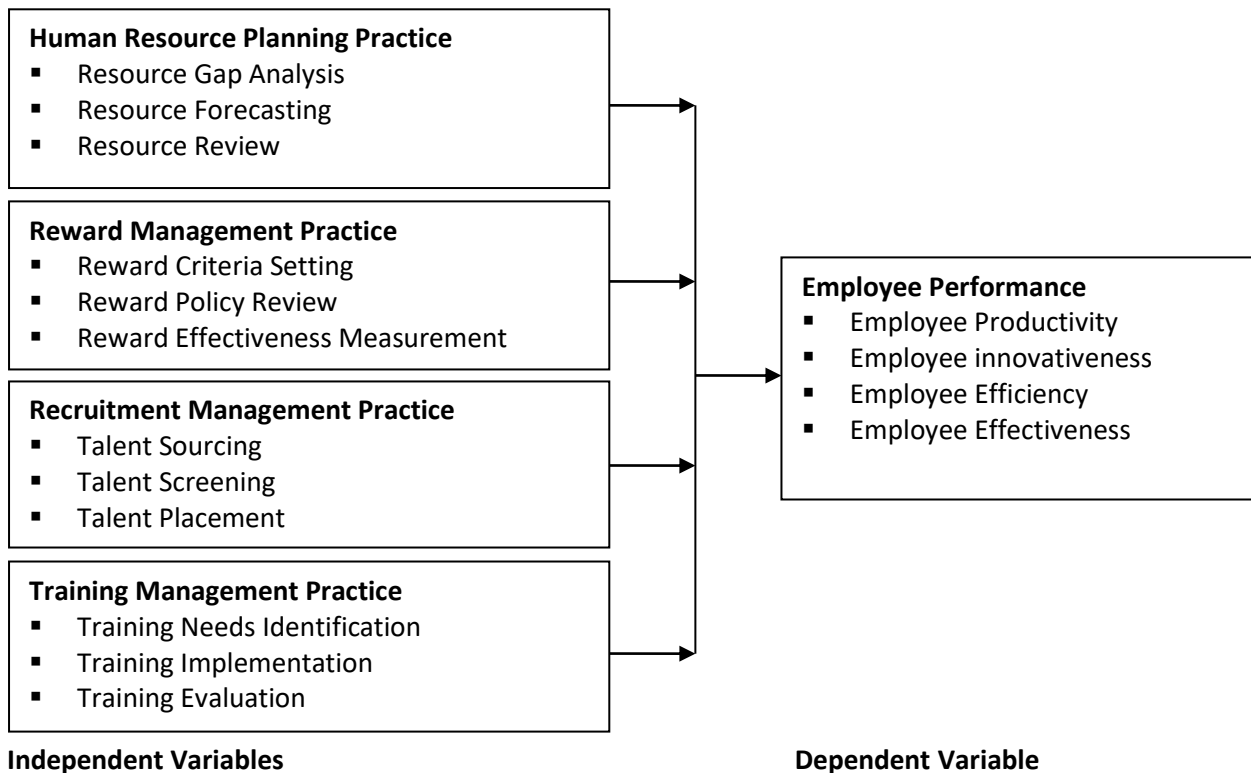 Human Resource Planning Practice
▪ Resource Gap Analysis
▪ Resource Forecasting
▪ Resource Review
Reward Management Practice
▪ Reward Criteria Setting
▪ Reward Policy Review
▪ Reward Effectiveness Measurement
Recruitment Management Practice
▪ Talent Sourcing
▪ Talent Screening
▪ Talent Placement
Training Management Practice
▪ Training Needs Identification
▪ Training Implementation
▪ Training Evaluation
Independent Variables
Employee Performance
▪ Employee Productivity
▪ Employee innovativeness
▪ Employee Efficiency
▪ Employee Effectiveness
Dependent Variable